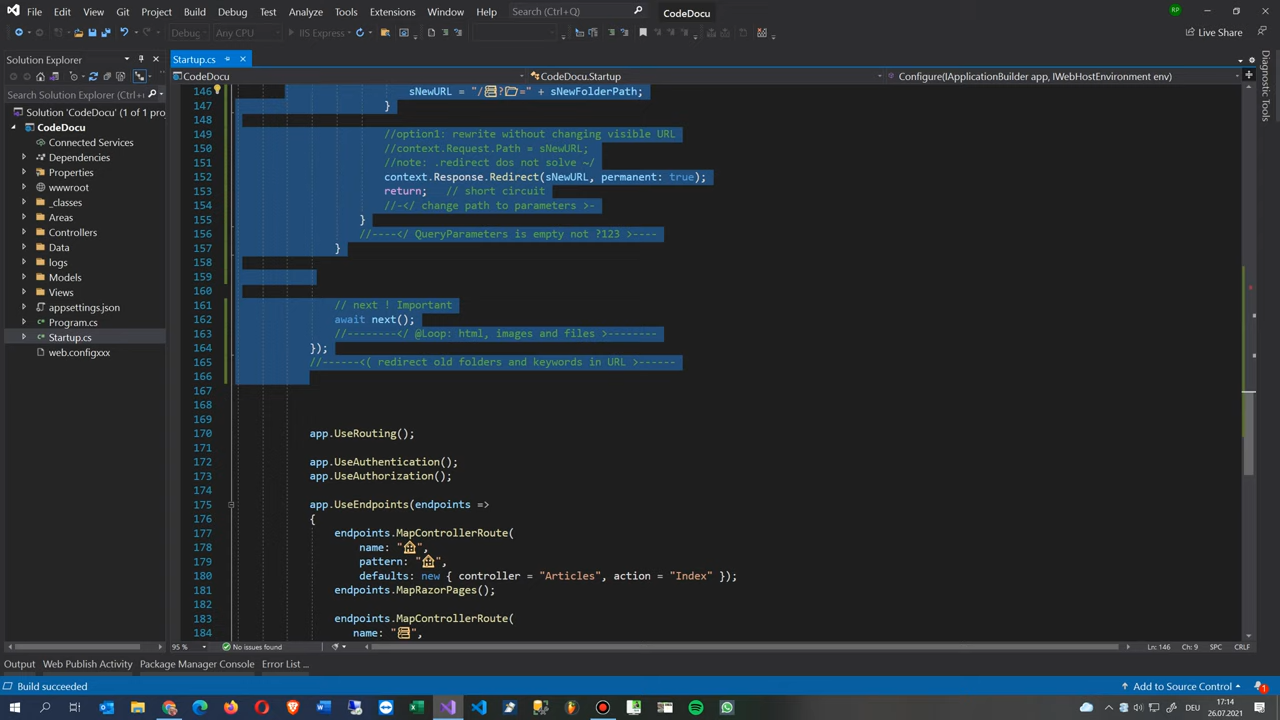 File Edit View Git Project Build Debug Test Analyze Tools Extensions Window Help Search (Ctrl+Q) CodeDocu RP
Debug Any CPU IIS Express Live Share
Solution Explorer
Startup.cs
CodeDocu CodeDocu.Startup Configure(IApplicationBuilder app, IWebHostEnvironment env)
Search Solution Explorer
Solution 'CodeDocu' (1 of 1 pro
CodeDocu
Connected Services
Dependencies
Properties
wwwroot
_classes
Areas
Controllers
Data
logs
Models
Views
appsettings.json
Program.cs
Startup.cs
web.configxxx
Diagnostic Tools
146 sNewURL = "/🗐?🗁=" + sNewFolderPath;
147 }
148
149 //option1: rewrite without changing visible URL
150 //context.Request.Path = sNewURL;
151 //note: .redirect dos not solve ~/
152 context.Response.Redirect(sNewURL, permanent: true);
153 return; // short circuit
154 //-</ change path to parameters >-
155 }
156 //----</ QueryParameters is empty not ?123 >----
157 }
158
159
160
161 // next ! Important
162 await next();
163 //--------</ @Loop: html, images and files >--------
164 });
165 //------<( redirect old folders and keywords in URL >------
166
167
168
169
170 app.UseRouting();
171
172 app.UseAuthentication();
173 app.UseAuthorization();
174
175 app.UseEndpoints(endpoints =>
176 {
177 endpoints.MapControllerRoute(
178 name: "🏠",
179 pattern: "🏠",
180 defaults: new { controller = "Articles", action = "Index" });
181 endpoints.MapRazorPages();
182
183 endpoints.MapControllerRoute(
184 name: "🗐",
95 % No issues found Ln: 146 Ch: 9 SPC CRLF
Output Web Publish Activity Package Manager Console Error List ...
Build succeeded Add to Source Control 1
DEU 17:14
26.07.2021